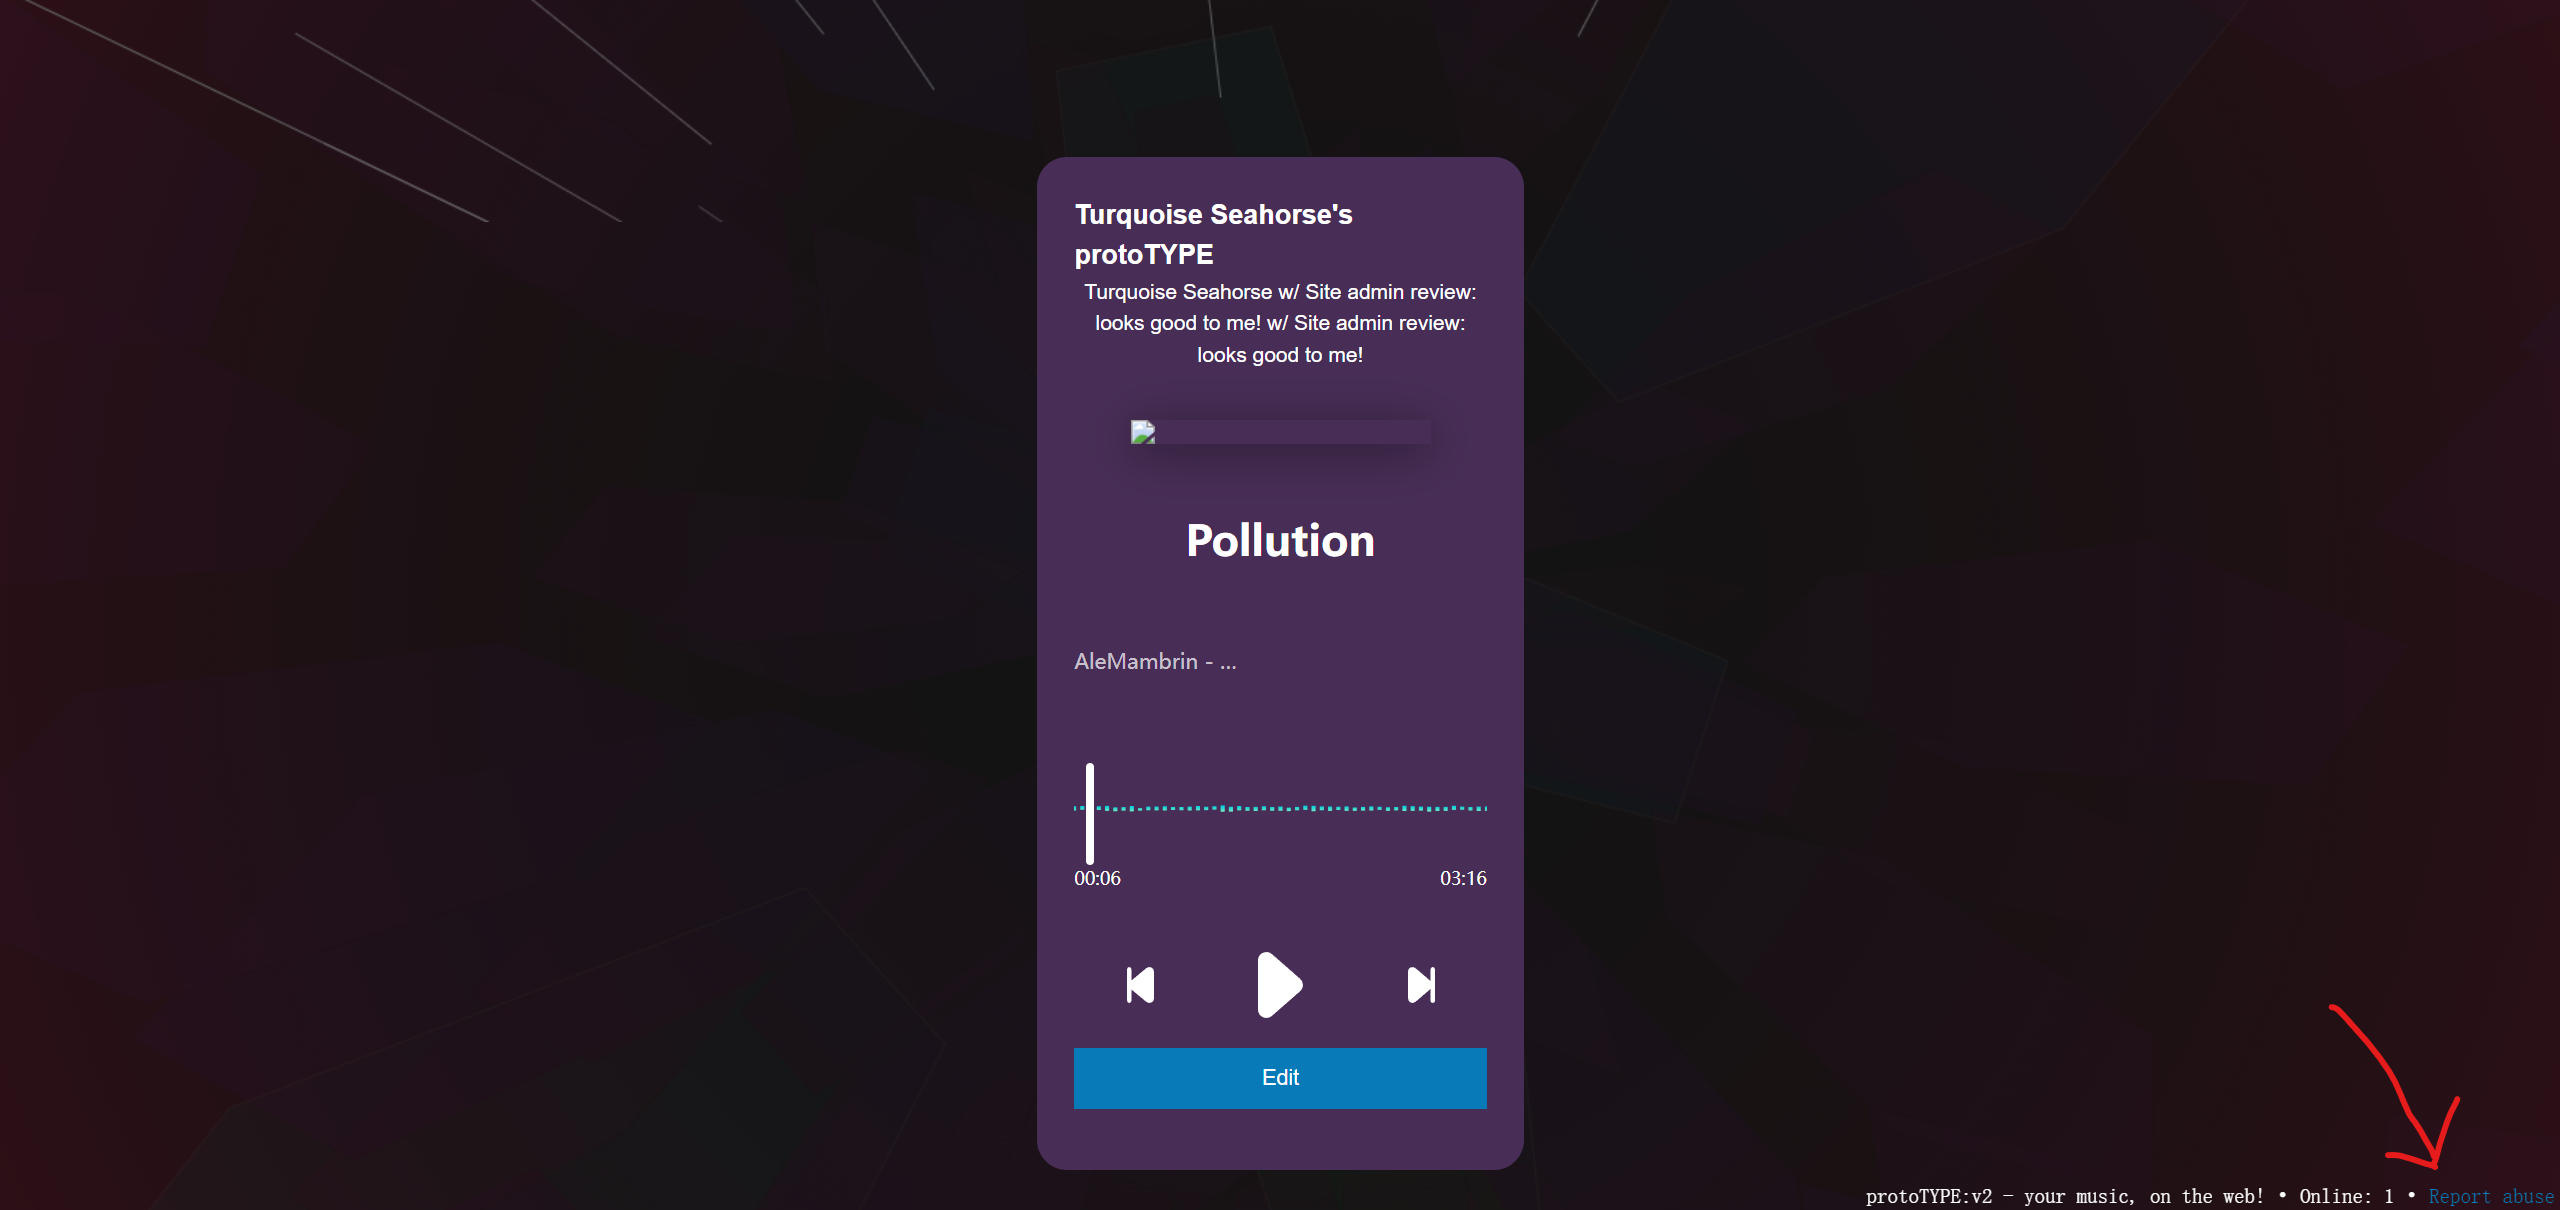 Turquoise Seahorse's
protoTYPE
Turquoise Seahorse w/ Site admin review:
looks good to me! w/ Site admin review:
looks good to me!
Pollution
AleMambrin - ...
00:06
03:16
Edit
protoTYPE:v2 - your music, on the web! • Online: 1 • Report abuse